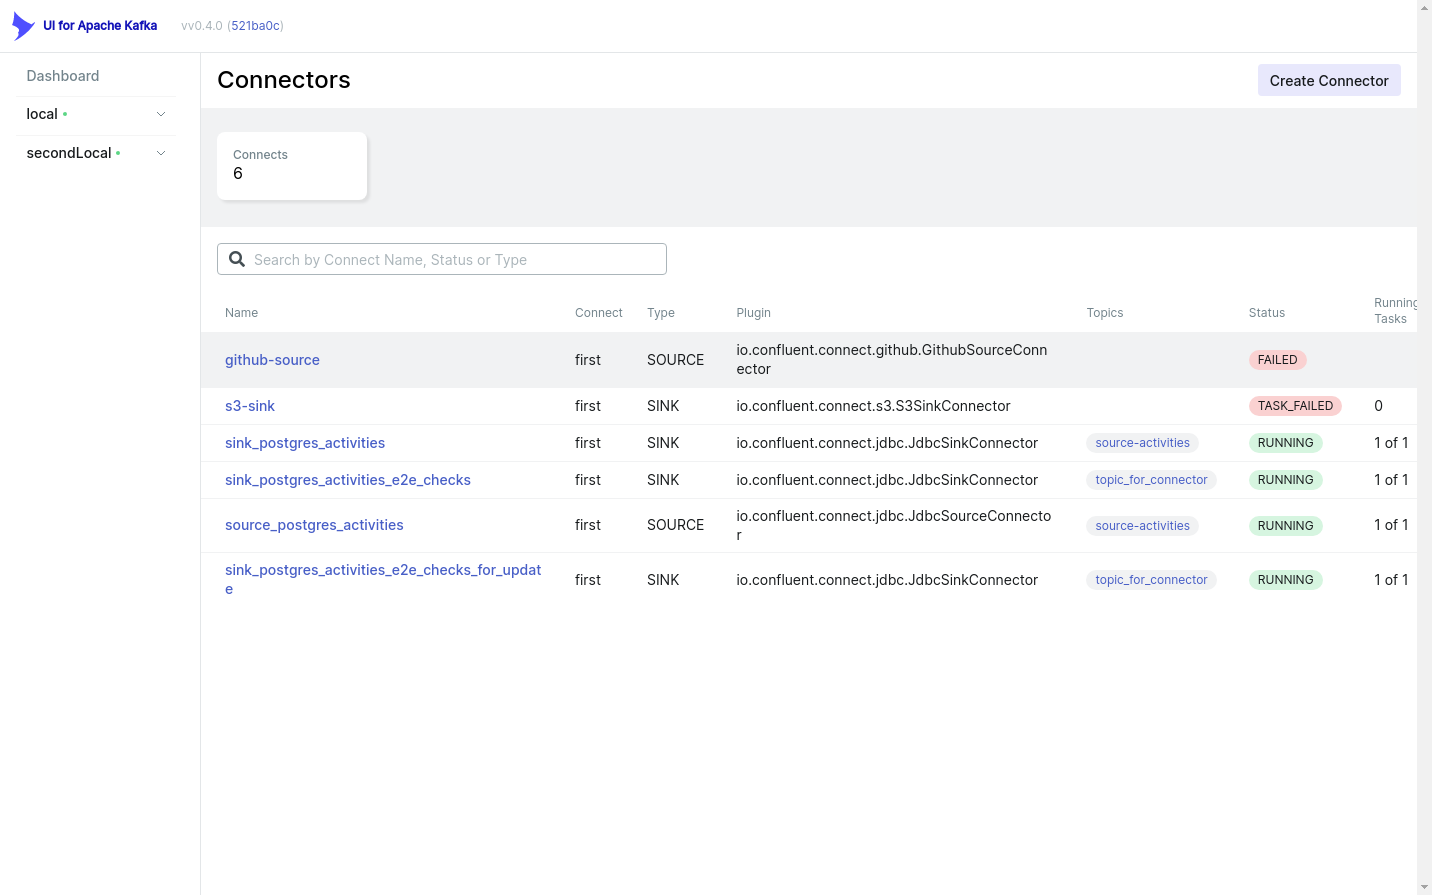 UI for Apache Kafka vv0.4.0 (521ba0c)
Dashboard
local
secondLocal
Connectors
Create Connector
Connects
6
Search by Connect Name, Status or Type
Name Connect Type Plugin Topics Status Running
Tasks
github-source first SOURCE io.confluent.connect.github.GithubSourceConn
ector FAILED
s3-sink first SINK io.confluent.connect.s3.S3SinkConnector TASK_FAILED 0
sink_postgres_activities first SINK io.confluent.connect.jdbc.JdbcSinkConnector source-activities RUNNING 1 of 1
sink_postgres_activities_e2e_checks first SINK io.confluent.connect.jdbc.JdbcSinkConnector topic_for_connector RUNNING 1 of 1
source_postgres_activities first SOURCE io.confluent.connect.jdbc.JdbcSourceConnecto
r source-activities RUNNING 1 of 1
sink_postgres_activities_e2e_checks_for_updat
e first SINK io.confluent.connect.jdbc.JdbcSinkConnector topic_for_connector RUNNING 1 of 1